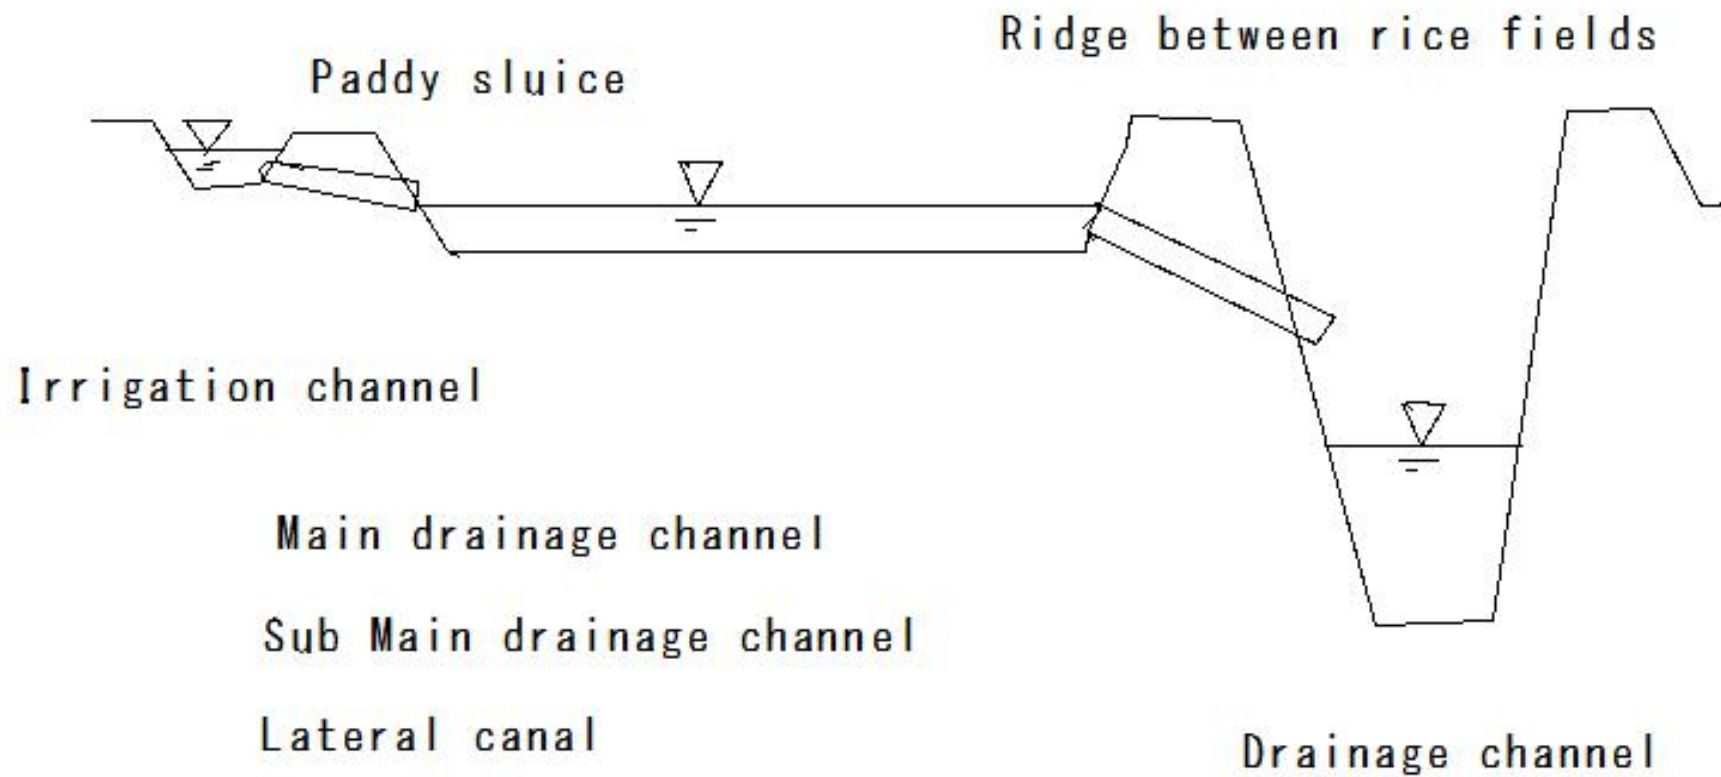 Ridge between rice fields
Paddy sluice
Irrigation channel
Main drainage channel
Sub Main drainage channel
Lateral canal
Drainage channel